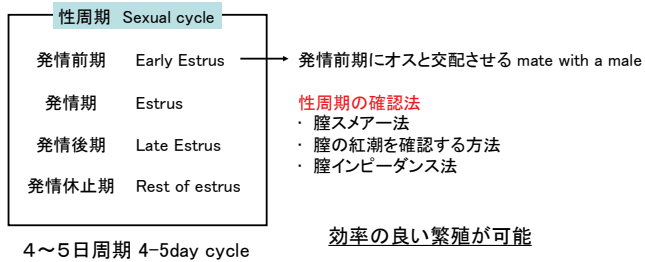 性周期 Sexual cycle
発情前期 Early Estrus
発情前期にオスと交配させる mate with a male
発情期 Estrus
発情後期 Late Estrus
発情休止期 Rest of estrus
4～5日周期 4-5day cycle
性周期の確認法
・ 膣スメアー法
・ 膣の紅潮を確認する方法
・ 膣インピーダンス法
効率の良い繁殖が可能